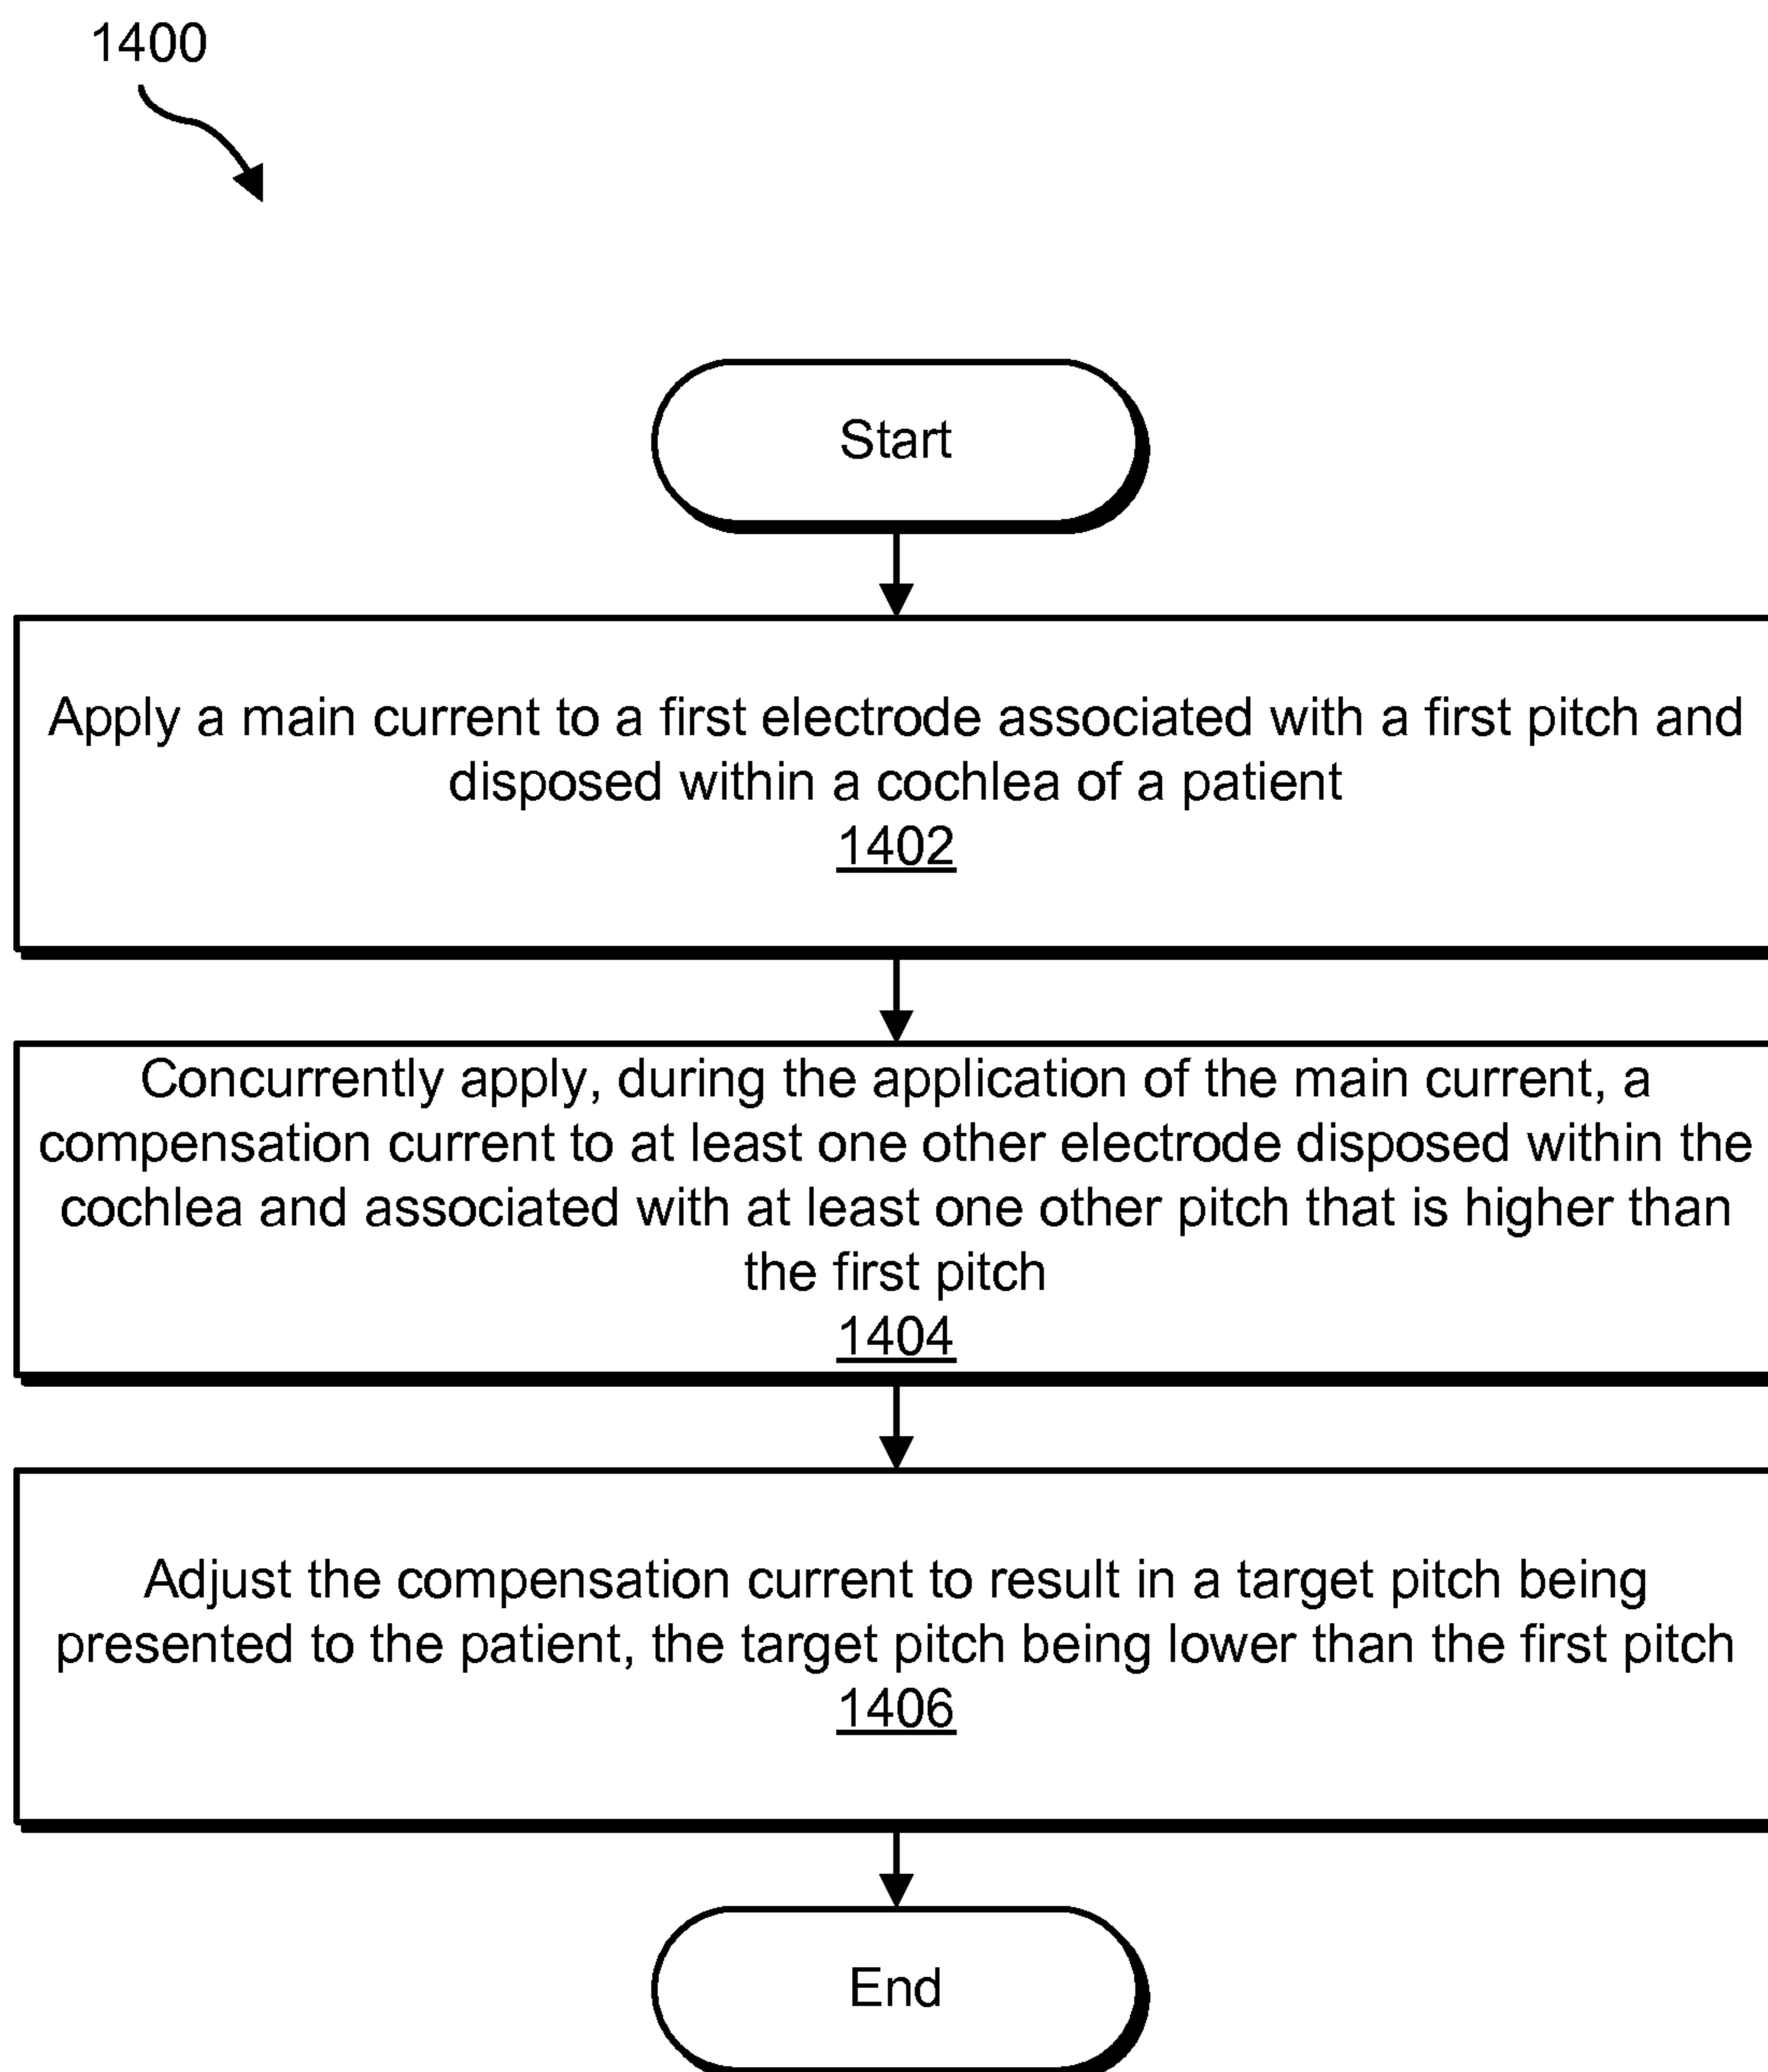 1400
Start
Apply a main current to a first electrode associated with a first pitch and
disposed within a cochlea of a patient
1402
Concurrently apply, during the application of the main current, a
compensation current to at least one other electrode disposed within the
cochlea and associated with at least one other pitch that is higher than
the first pitch
1404
Adjust the compensation current to result in a target pitch being
presented to the patient, the target pitch being lower than the first pitch
1406
End